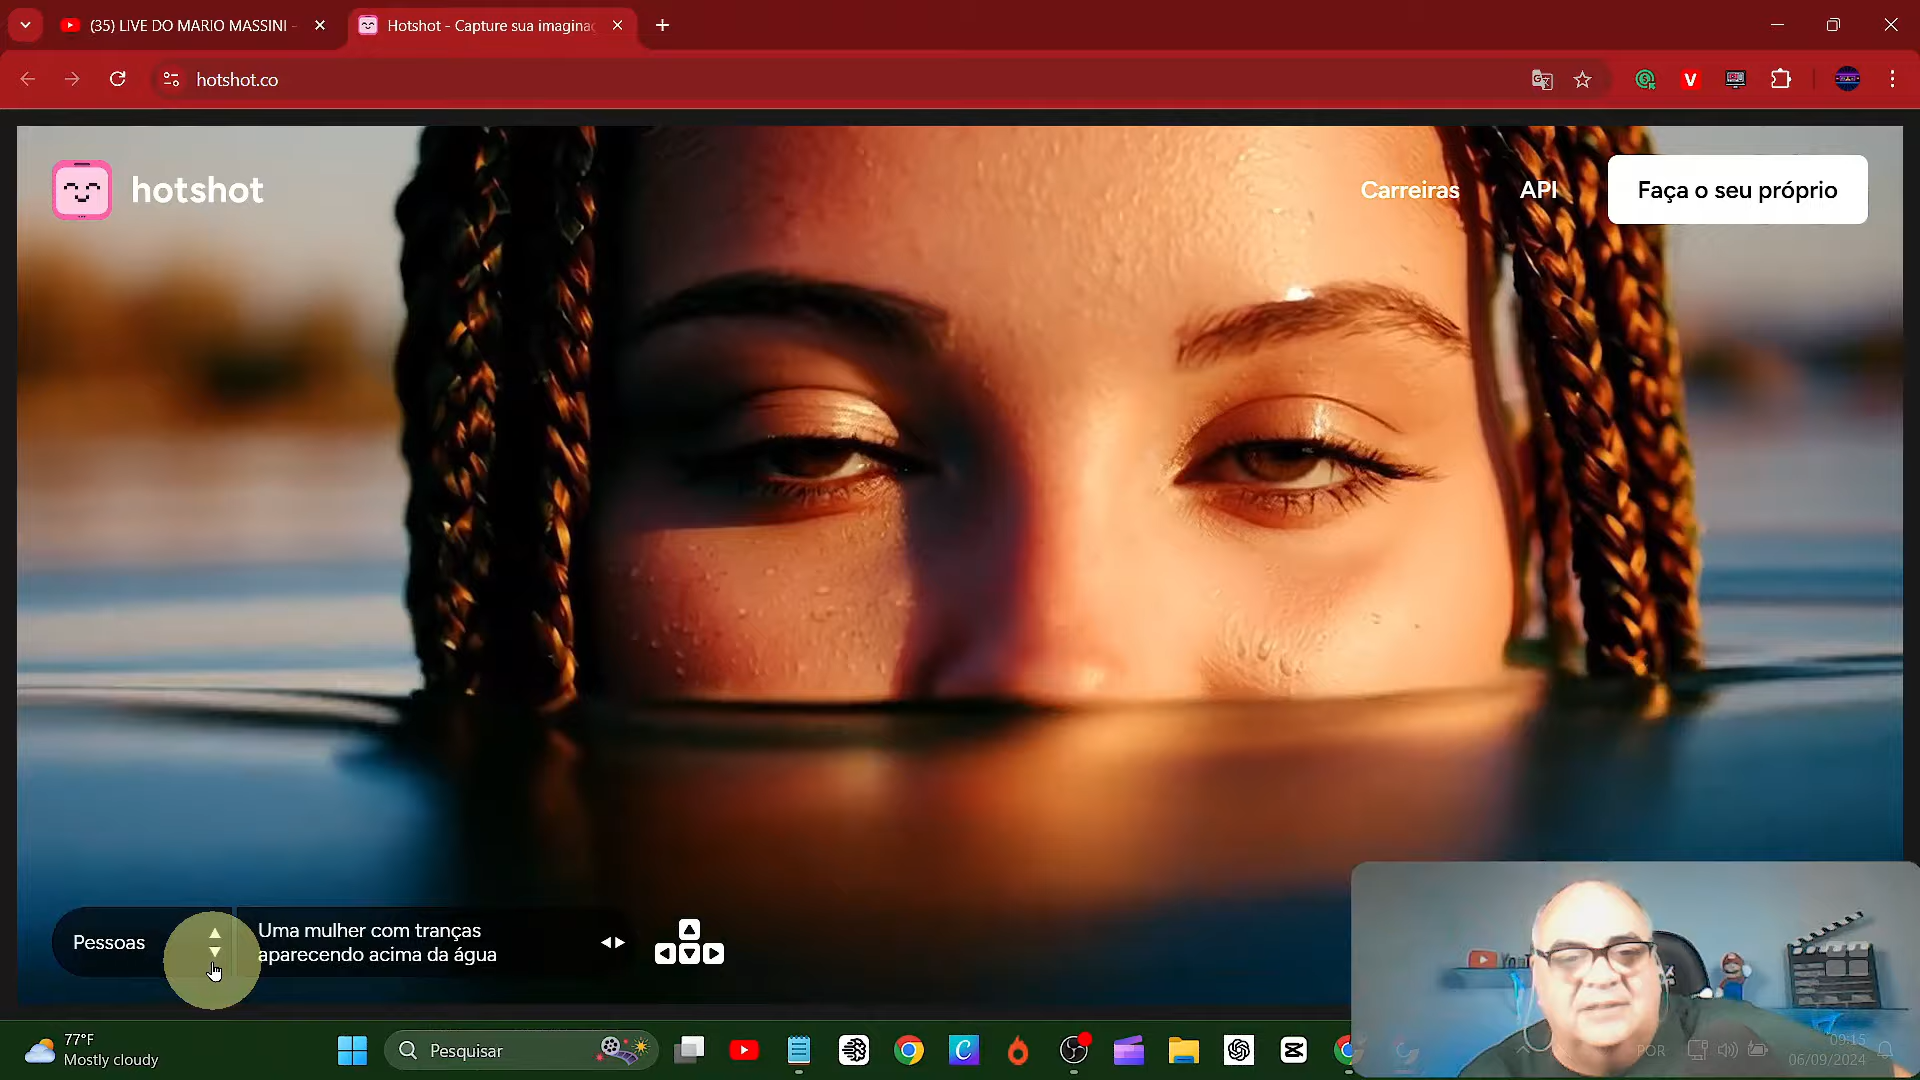 (35) LIVE DO MARIO MASSINI -
Hotshot - Capture sua imaginaç
hotshot.co
V
hotshot
Carreiras
API
Faça o seu próprio
Pessoas
Uma mulher com tranças
aparecendo acima da água
77°F
Mostly cloudy
Pesquisar
POR
09:15
06/09/2024